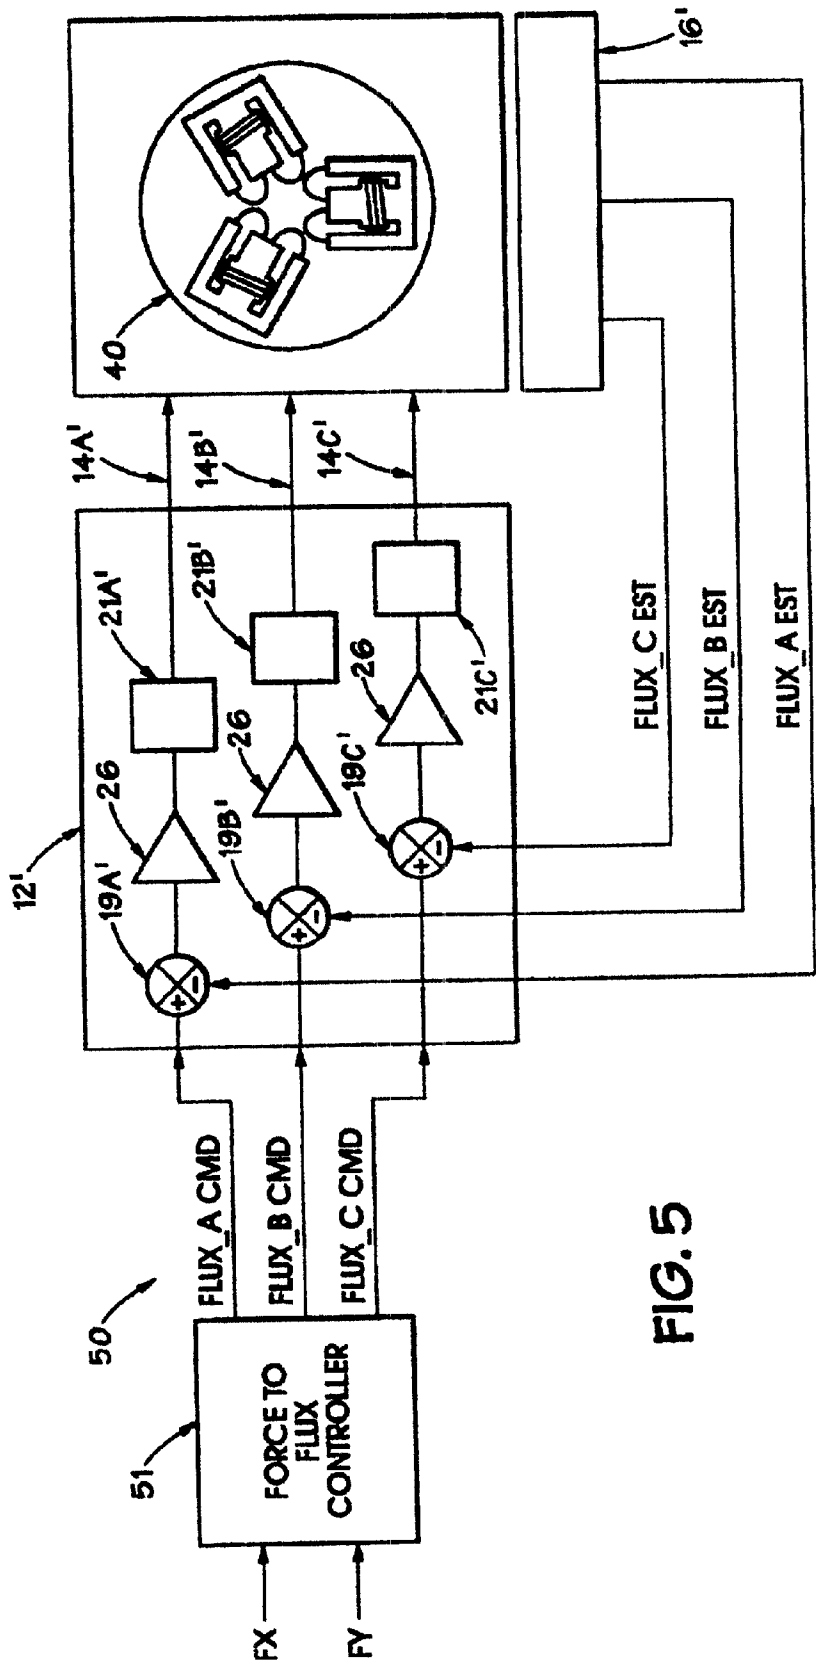 FX
FY
51
FORCE TO
FLUX
CONTROLLER
50
FLUX_A CMD
FLUX_B CMD
FLUX_C CMD
12'
19A'
+
−
26
21A'
19B'
+
−
26
21B'
19C'
+
−
26
21C'
14A'
14B'
14C'
40
16'
FLUX_C EST
FLUX_B EST
FLUX_A EST
FIG. 5